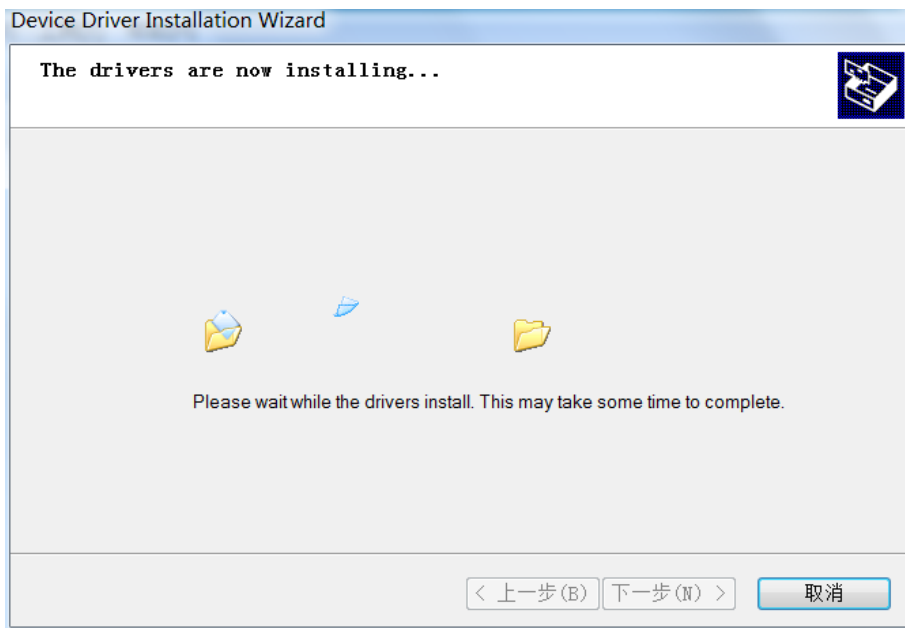 Device Driver Installation Wizard
The drivers are now installing...
Please wait while the drivers install. This may take some time to complete.
< 上一步(B) 下一步(N) > 取消